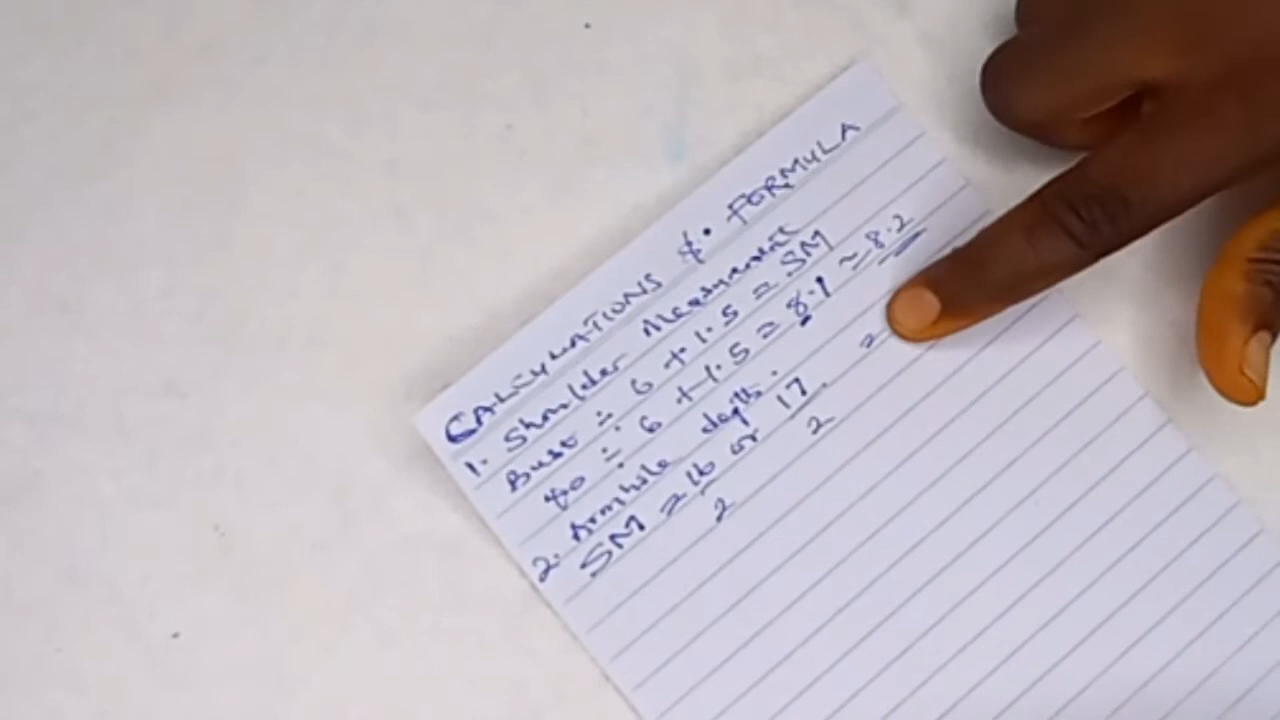 CALCULATIONS &. FORMULA
1. Shoulder Measurement
Bust ÷ 6 + 1.5 = SM
40 ÷ 6 + 1.5 = 8.1 ≈ 8.2
2. Armhole depth.
SM = 16 or 17
2 2 2